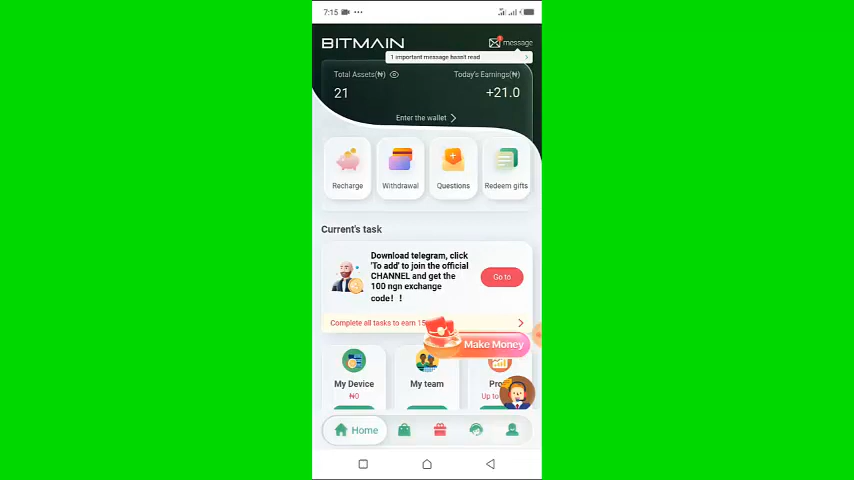 7:15
BITMAIN
message
1 important message hasn't read
Total Assets(₦)
Today's Earnings(₦)
21
+21.0
Enter the wallet
Recharge
Withdrawal
Questions
Redeem gifts
Current's task
Download telegram, click
'To add' to join the official
CHANNEL and get the
100 ngn exchange
code！！
Go to
Complete all tasks to earn
Make Money
My Device
My team
₦0
Up to
Home